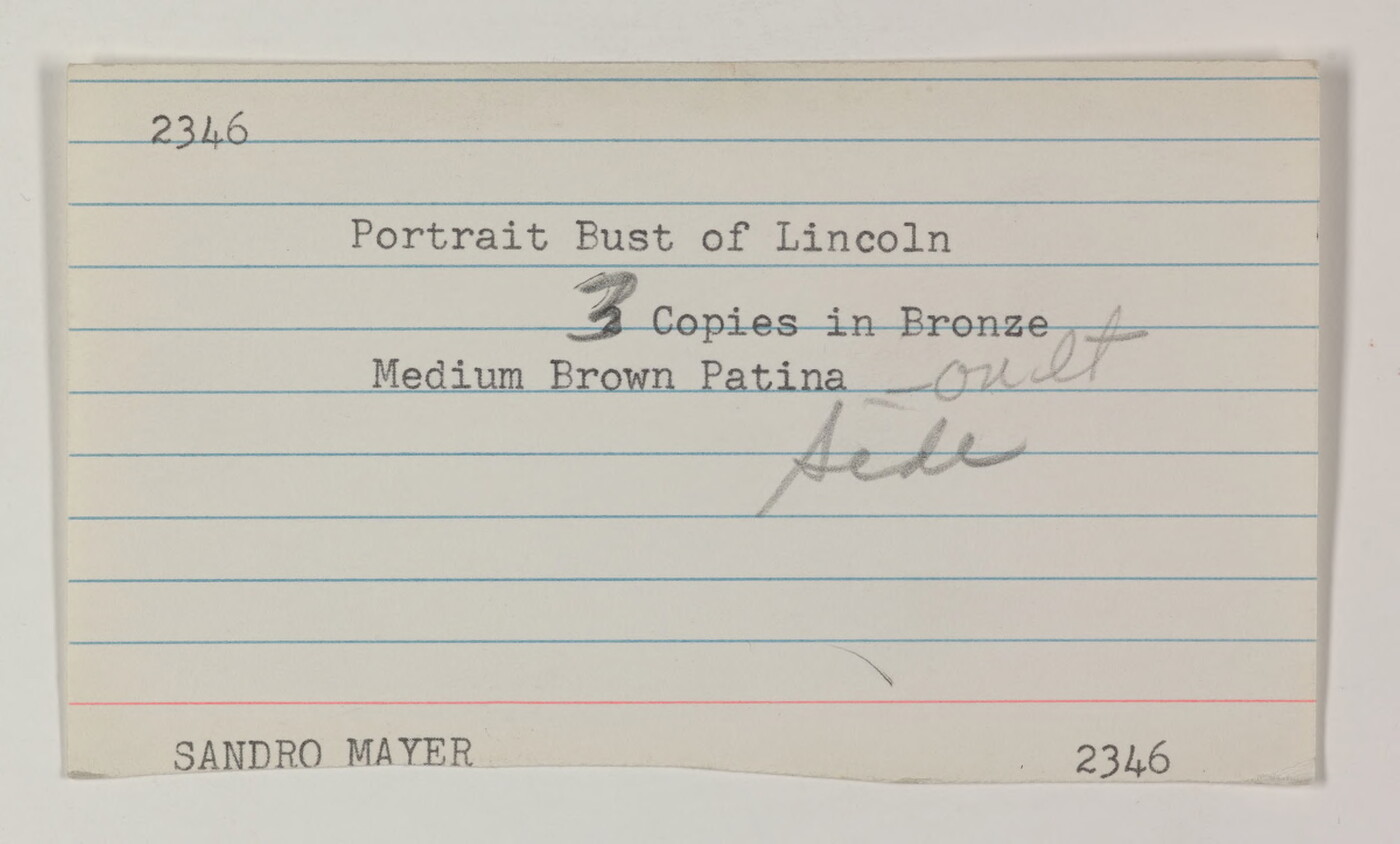 2346
Portrait Bust of Lincoln
3 Copies in Bronze
Medium Brown Patina
SANDRO MAYER 2346